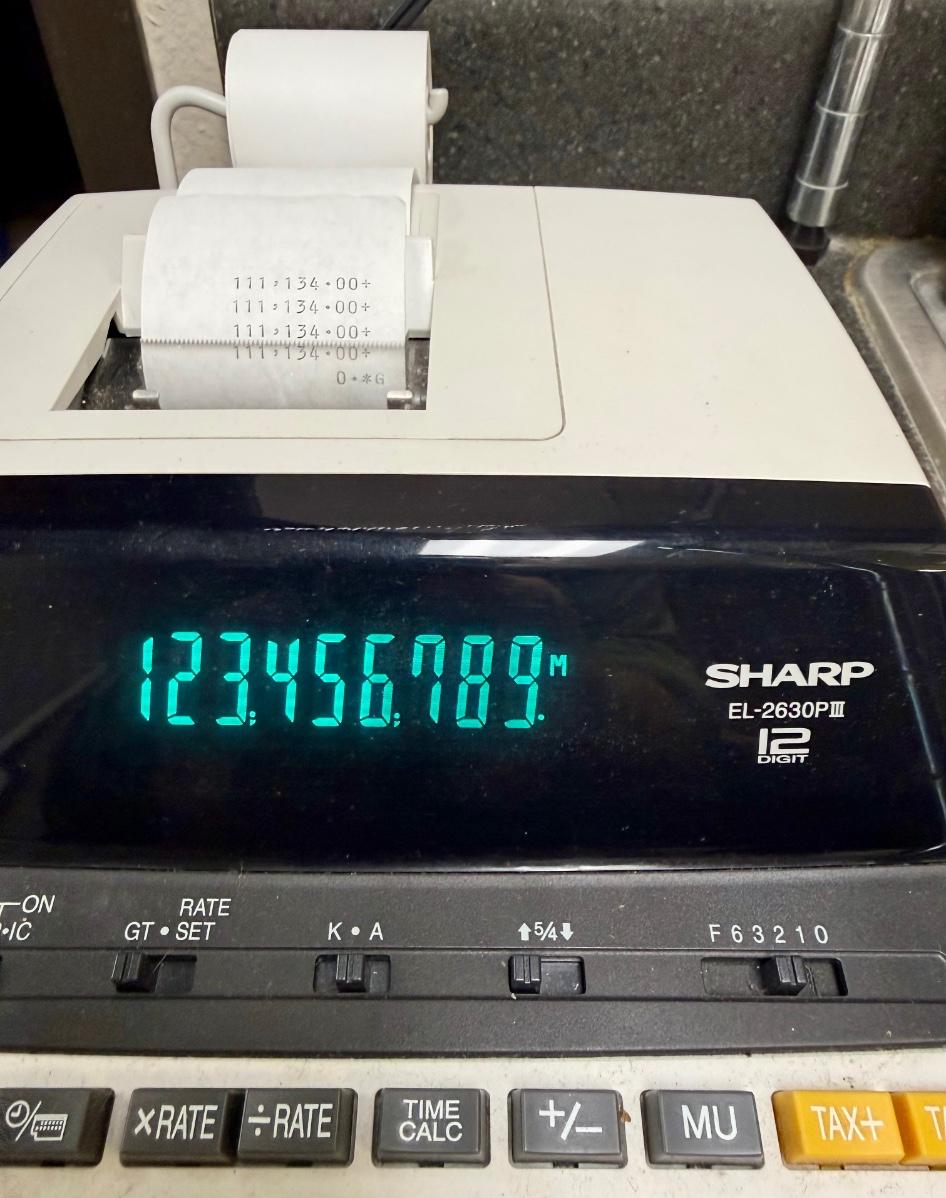 111,134.00÷
111,134.00÷
111,134.00÷
111,134.00÷
0.*G
123,456,789.M
SHARP
EL-2630PIII
12
DIGIT
ON
•IC
RATE
GT • SET
K • A
⬆5/4⬇
F 6 3 2 1 0
×RATE
÷RATE
TIME
CALC
+/−
MU
TAX+